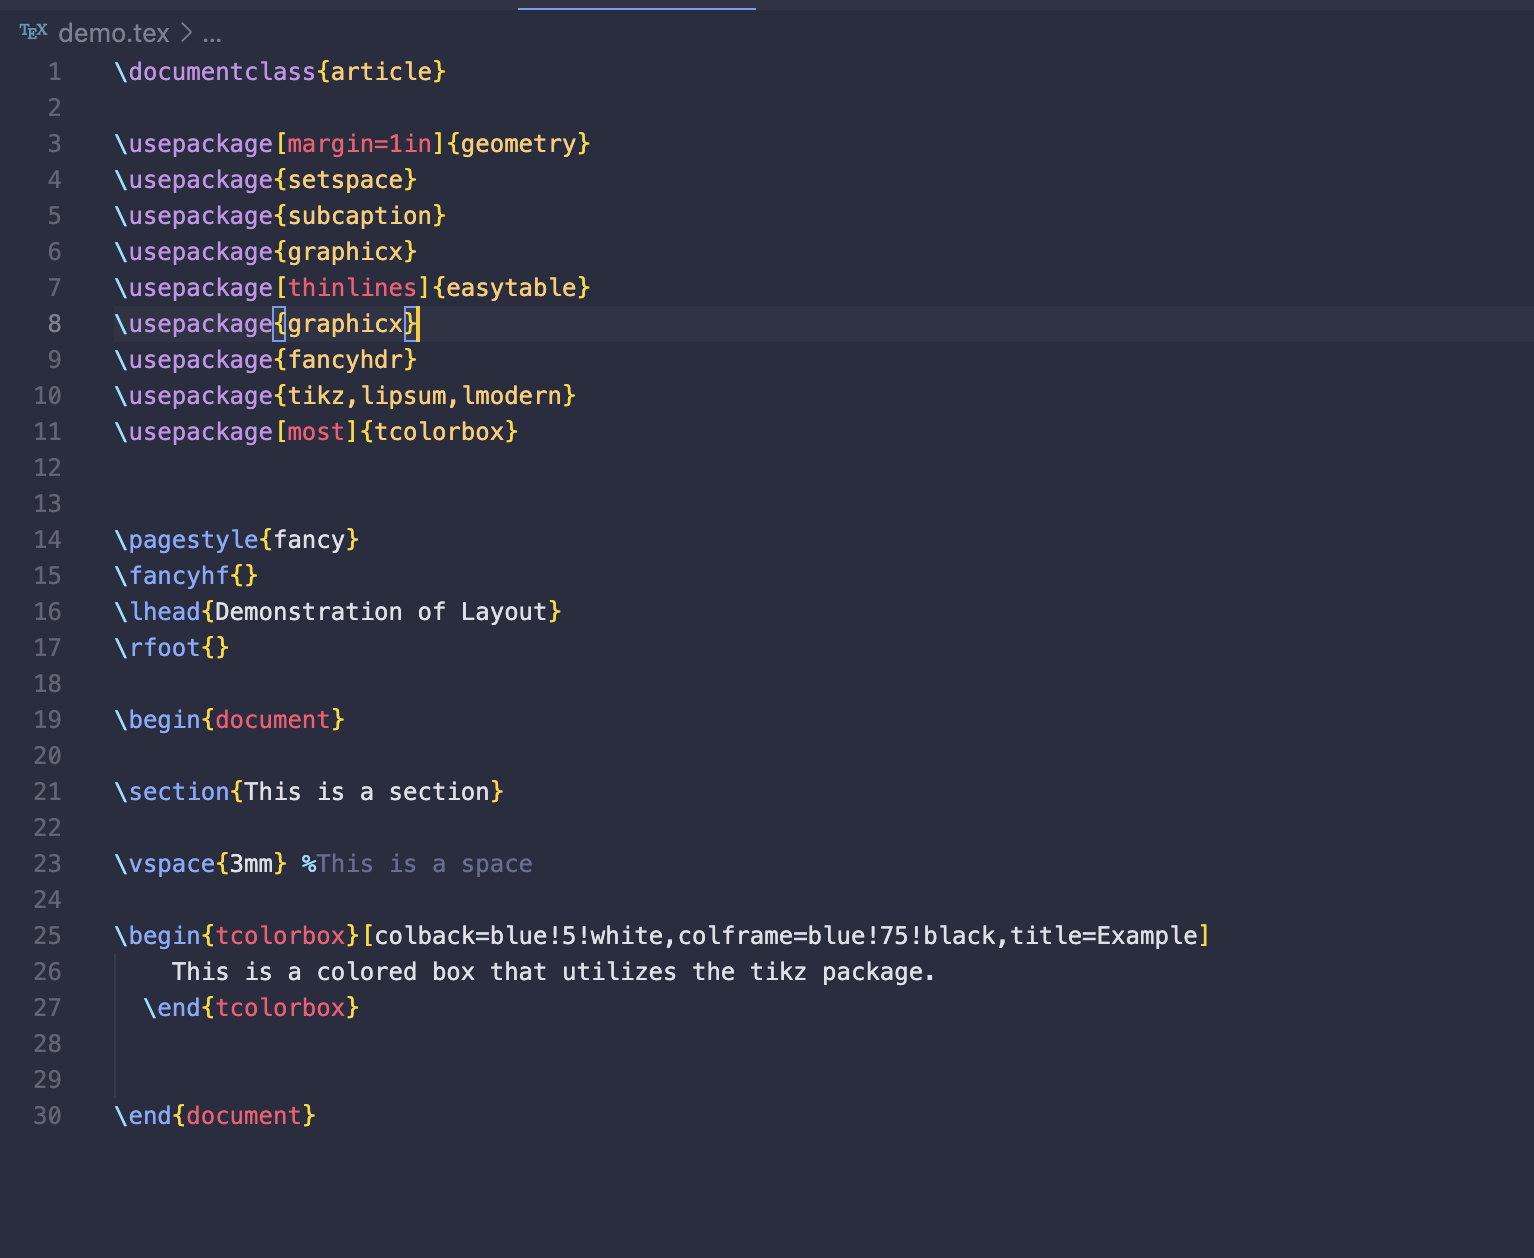 TEX demo.tex > ...
1 \documentclass{article}
2
3 \usepackage[margin=1in]{geometry}
4 \usepackage{setspace}
5 \usepackage{subcaption}
6 \usepackage{graphicx}
7 \usepackage[thinlines]{easytable}
8 \usepackage{graphicx}
9 \usepackage{fancyhdr}
10 \usepackage{tikz,lipsum,lmodern}
11 \usepackage[most]{tcolorbox}
12
13
14 \pagestyle{fancy}
15 \fancyhf{}
16 \lhead{Demonstration of Layout}
17 \rfoot{}
18
19 \begin{document}
20
21 \section{This is a section}
22
23 \vspace{3mm} %This is a space
24
25 \begin{tcolorbox}[colback=blue!5!white,colframe=blue!75!black,title=Example]
26     This is a colored box that utilizes the tikz package.
27   \end{tcolorbox}
28
29
30 \end{document}